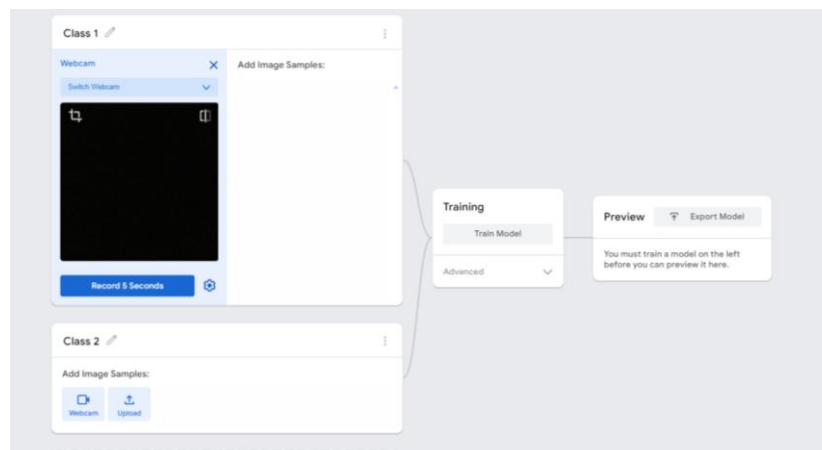 Class 1
Webcam
Switch Webcam
Add Image Samples:
Record 5 Seconds
Class 2
Add Image Samples:
Webcam
Upload
Training
Train Model
Advanced
Preview
Export Model
You must train a model on the left
before you can preview it here.